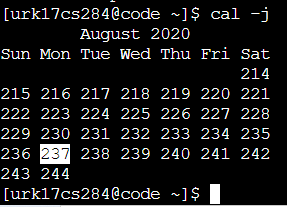 [urk17cs284@code ~]$ cal -j
August 2020
Sun Mon Tue Wed Thu Fri Sat
214
215 216 217 218 219 220 221
222 223 224 225 226 227 228
229 230 231 232 233 234 235
236 237 238 239 240 241 242
243 244
[urk17cs284@code ~]$